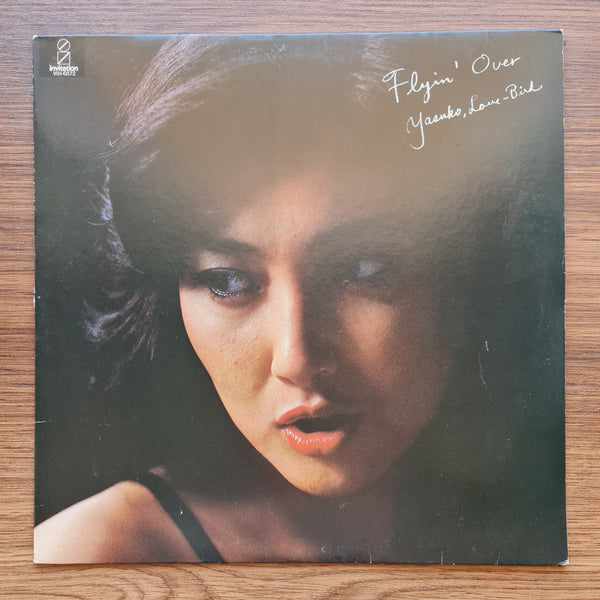 invitation
VIH-6072
Flyin' Over
Yasuko, Love-Bird